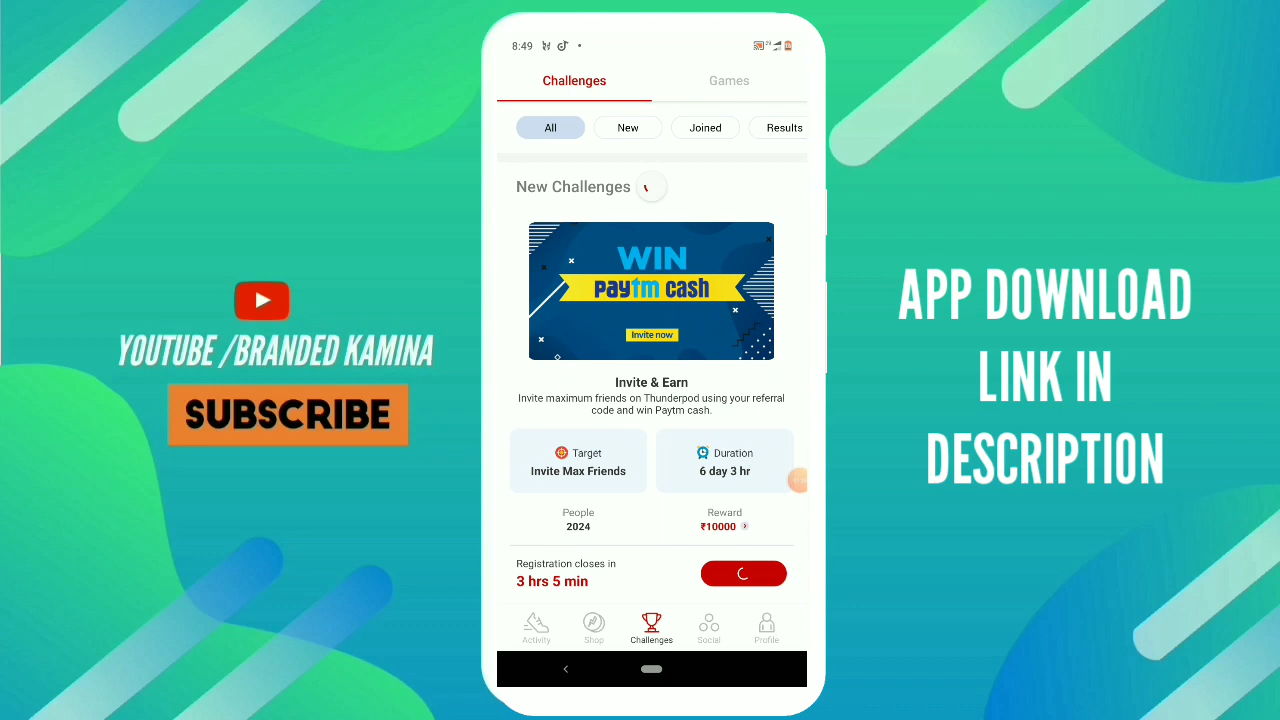 YOUTUBE /BRANDED KAMINA
SUBSCRIBE
8:49
Challenges
Games
All
New
Joined
Results
New Challenges
WIN
paytm cash
Invite now
Invite & Earn
Invite maximum friends on Thunderpod using your referral
code and win Paytm cash.
Target
Invite Max Friends
Duration
6 day 3 hr
People
2024
Reward
₹10000
Registration closes in
3 hrs 5 min
Activity
Shop
Challenges
Social
Profile
APP DOWNLOAD
LINK IN
DESCRIPTION